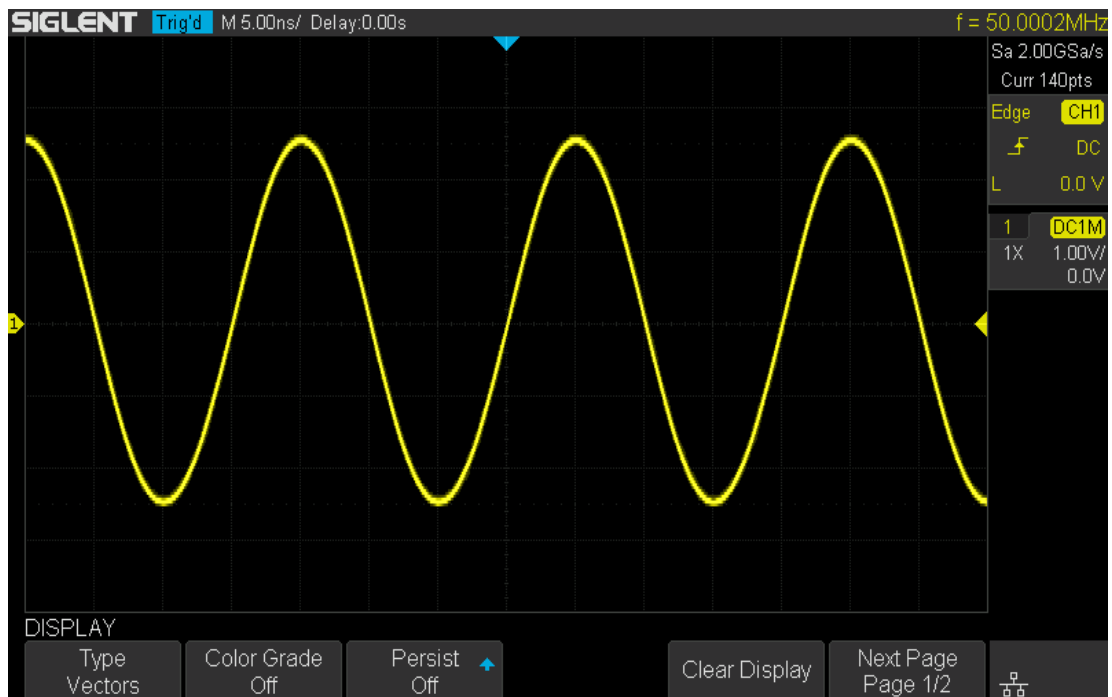 SIGLENT Trig'd M 5.00ns/ Delay:0.00s f = 50.0002MHz
Sa 2.00GSa/s
Curr 140pts
Edge CH1
DC
L 0.0 V
1 DC1M
1X 1.00V/
0.0V
1
DISPLAY
Type
Vectors
Color Grade
Off
Persist
Off
Clear Display
Next Page
Page 1/2